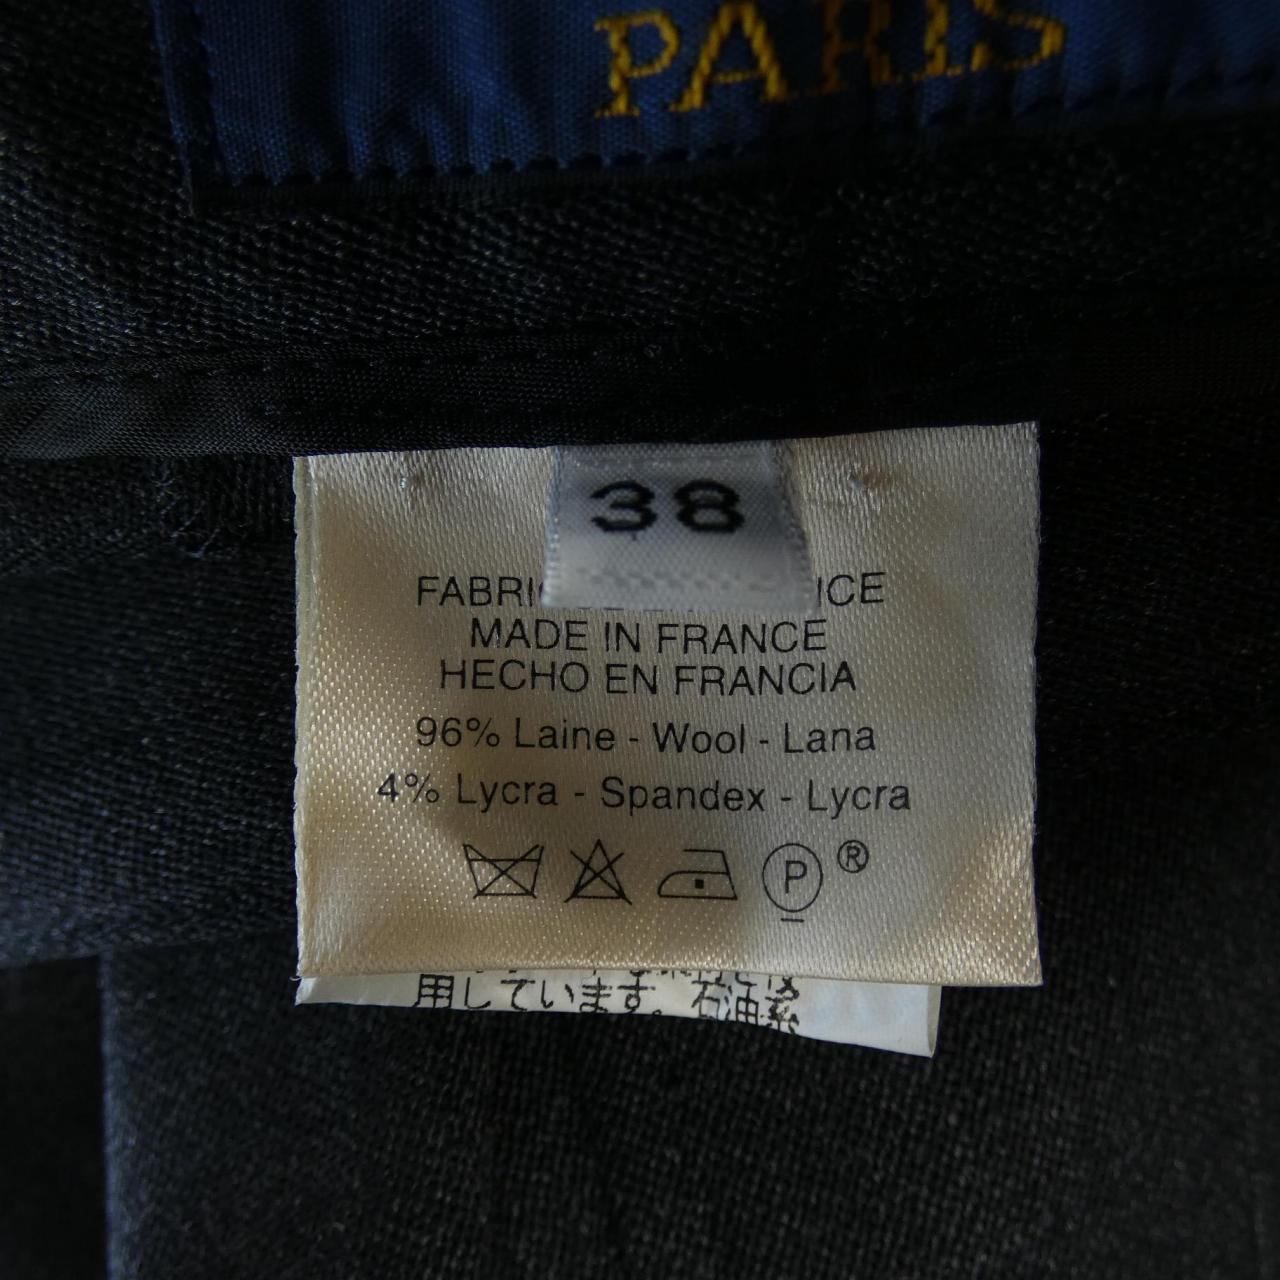 PARIS
38
FABRI ICE
MADE IN FRANCE
HECHO EN FRANCIA
96% Laine - Wool - Lana
4% Lycra - Spandex - Lycra
P ®
用しています。石油系